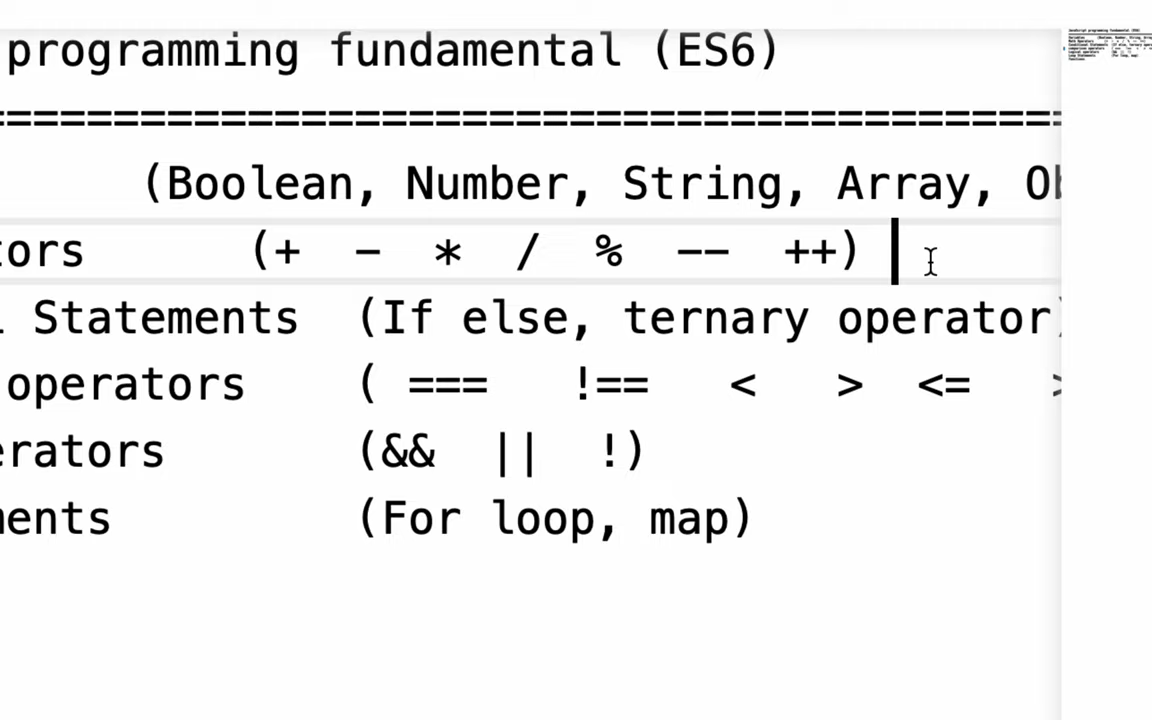 programming fundamental (ES6)
=======================================
(Boolean, Number, String, Array, Ob
tors (+ - * / % -- ++)
l Statements (If else, ternary operator)
operators ( === !== < > <= >
erators (&& || !)
ments (For loop, map)